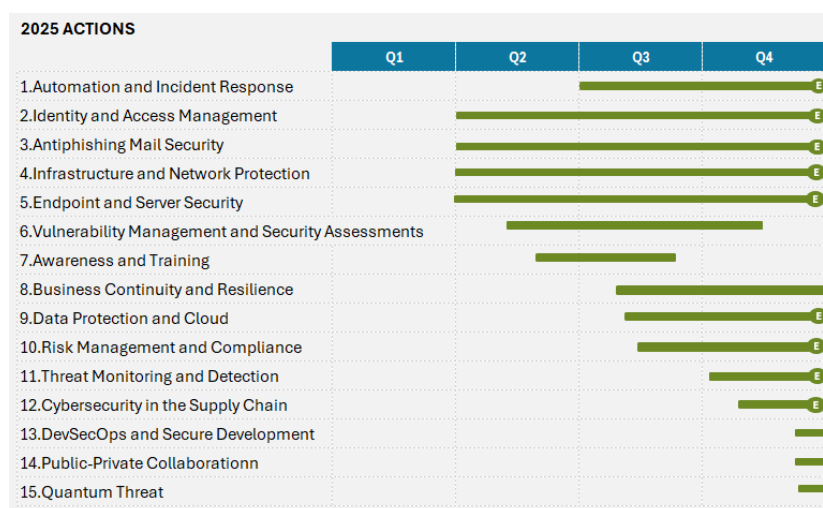 2025 ACTIONS
Q1 Q2 Q3 Q4
1.Automation and Incident Response E
2.Identity and Access Management E
3.Antiphishing Mail Security E
4.Infrastructure and Network Protection E
5.Endpoint and Server Security E
6.Vulnerability Management and Security Assessments
7.Awareness and Training
8.Business Continuity and Resilience
9.Data Protection and Cloud E
10.Risk Management and Compliance E
11.Threat Monitoring and Detection E
12.Cybersecurity in the Supply Chain E
13.DevSecOps and Secure Development
14.Public-Private Collaborationn
15.Quantum Threat